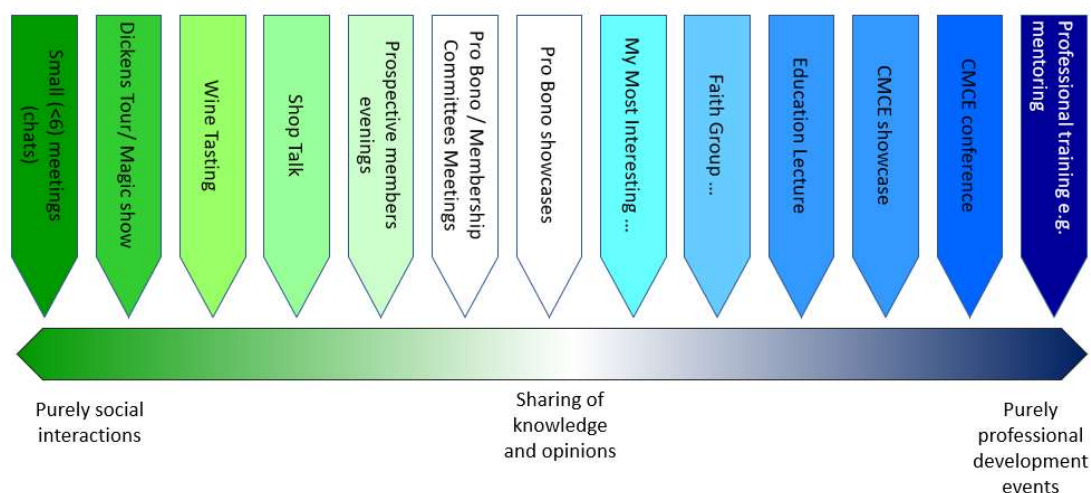 Small (<6) meetings
(chats)
Dickens Tour/ Magic show
Wine Tasting
Shop Talk
Prospective members
evenings
Pro Bono / Membership
Committees Meetings
Pro Bono showcases
My Most Interesting ...
Faith Group ...
Education Lecture
CMCE showcase
CMCE conference
Professional training e.g.
mentoring
Purely social
interactions
Sharing of
knowledge
and opinions
Purely
professional
development
events